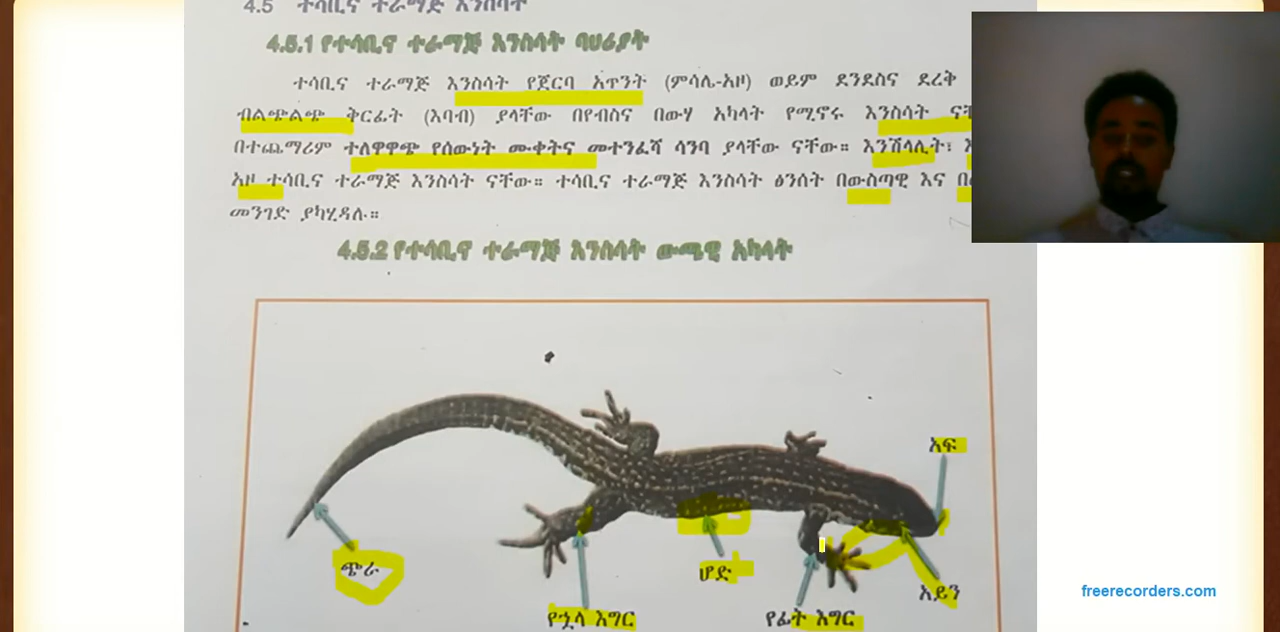 4.5 ተሳቢና ተራማጅ እንስሳት
4.5.1 የተሳቢና ተራማጅ እንስሳት ባህሪያት
ተሳቢና ተራማጅ እንስሳት የጀርባ አጥንት (ምሳሌ-አዞ) ወይም ደንደስና ደረቅ
ብልጭልጭ ቅርፊት (እባብ) ያላቸው በየብስና በውሃ አካላት የሚኖሩ እንስሳት
በተጨማሪም ተለዋዋጭ የሰውነት ሙቀትና መተንፈሻ ሳንባ ያላቸው ናቸው። እንሽላሊት፣
አዞ ተሳቢና ተራማጅ እንስሳት ናቸው። ተሳቢና ተራማጅ እንስሳት ፅንሰት በውስጣዊ እና
መንገድ ያካሂዳሉ።
4.5.2 የተሳቢና ተራማጅ እንስሳት ውጫዊ አካላት
አፍ
ጭራ
ሆድ
አይን
የኋላ እግር
የፊት እግር
freerecorders.com